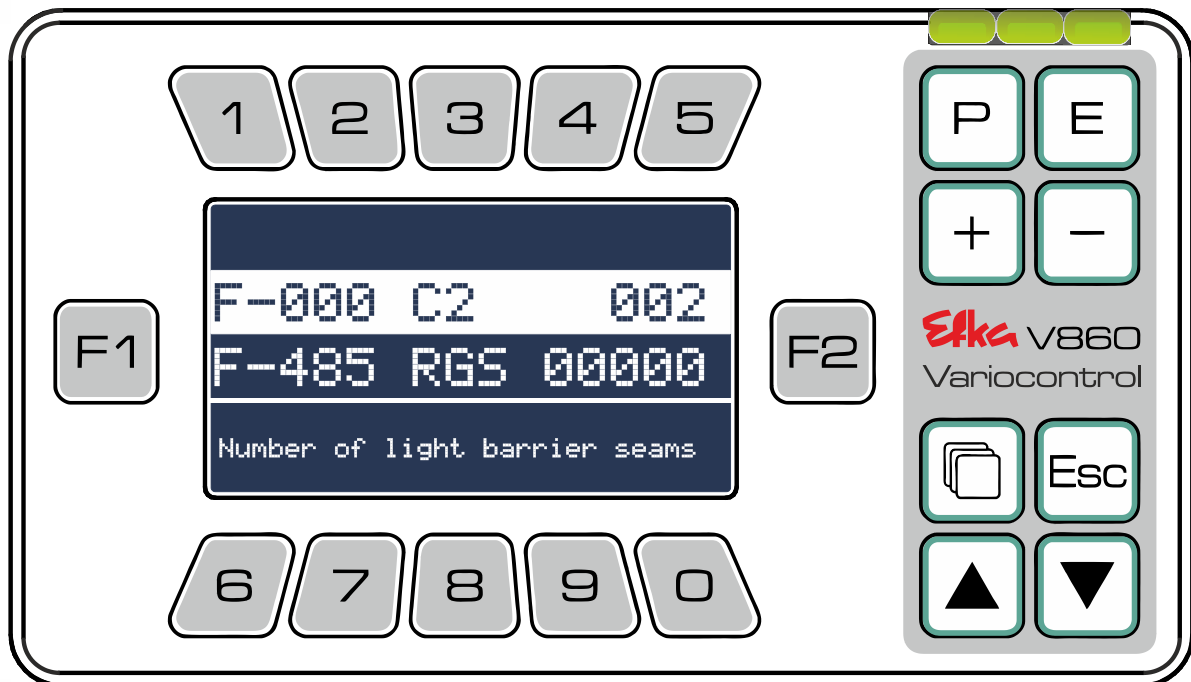 1 2 3 4 5
P E
+ −
F-000 C2 002
F-485 RGS 00000
Number of light barrier seams
F1
F2
Efka V860
Variocontrol
Esc
6 7 8 9 0